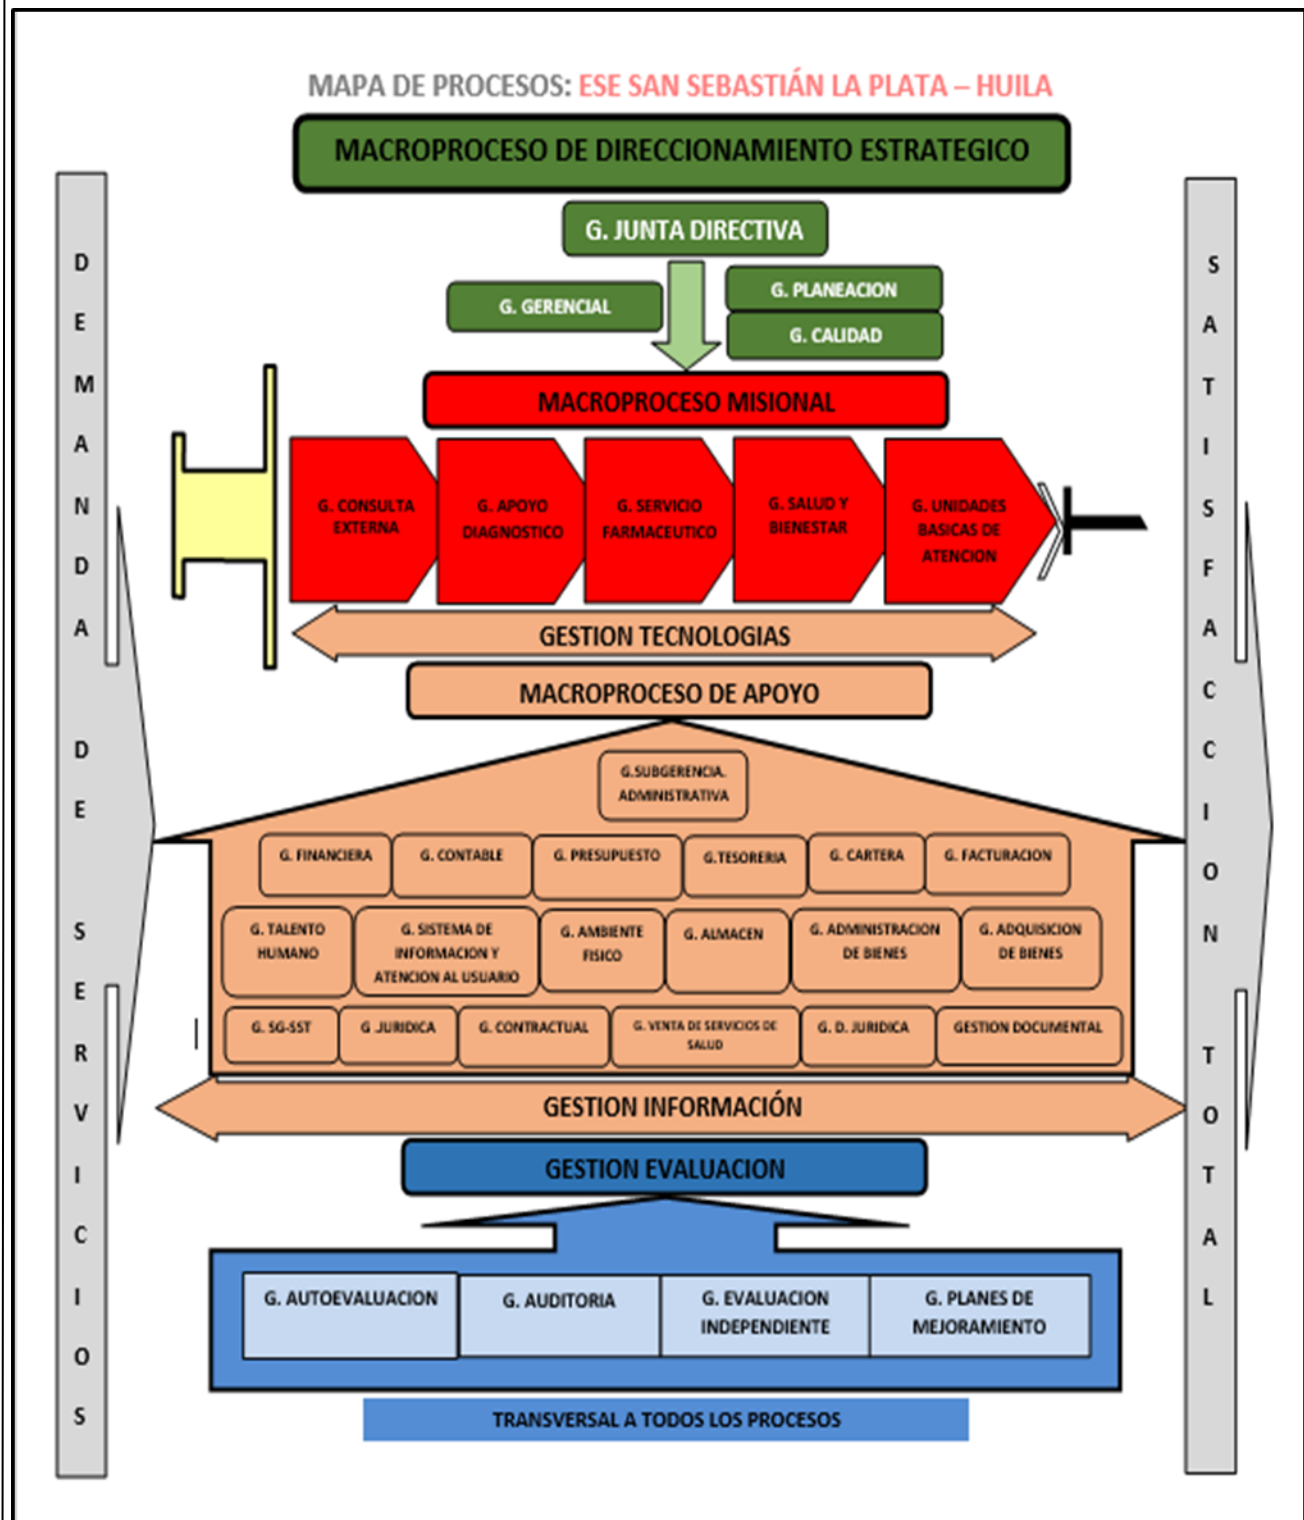 MAPA DE PROCESOS: ESE SAN SEBASTIÁN LA PLATA – HUILA
MACROPROCESO DE DIRECCIONAMIENTO ESTRATEGICO
G. JUNTA DIRECTIVA
G. GERENCIAL
G. PLANEACION
G. CALIDAD
DEMANDA DE SERVICIOS
MACROPROCESO MISIONAL
G. CONSULTA
EXTERNA
G. APOYO
DIAGNOSTICO
G. SERVICIO
FARMACEUTICO
G. SALUD Y
BIENESTAR
G. UNIDADES
BASICAS DE
ATENCION
GESTION TECNOLOGIAS
MACROPROCESO DE APOYO
G.SUBGERENCIA.
ADMINISTRATIVA
G. FINANCIERA
G. CONTABLE
G. PRESUPUESTO
G.TESORERIA
G. CARTERA
G. FACTURACION
G. TALENTO
HUMANO
G. SISTEMA DE
INFORMACION Y
ATENCION AL USUARIO
G. AMBIENTE
FISICO
G. ALMACEN
G. ADMINISTRACION
DE BIENES
G. ADQUISICION
DE BIENES
G. SG-SST
G .JURIDICA
G. CONTRACTUAL
G. VENTA DE SERVICIOS DE
SALUD
G. D. JURIDICA
GESTION DOCUMENTAL
GESTION INFORMACIÓN
GESTION EVALUACION
G. AUTOEVALUACION
G. AUDITORIA
G. EVALUACION
INDEPENDIENTE
G. PLANES DE
MEJORAMIENTO
TRANSVERSAL A TODOS LOS PROCESOS
SATISFACCION TOTAL